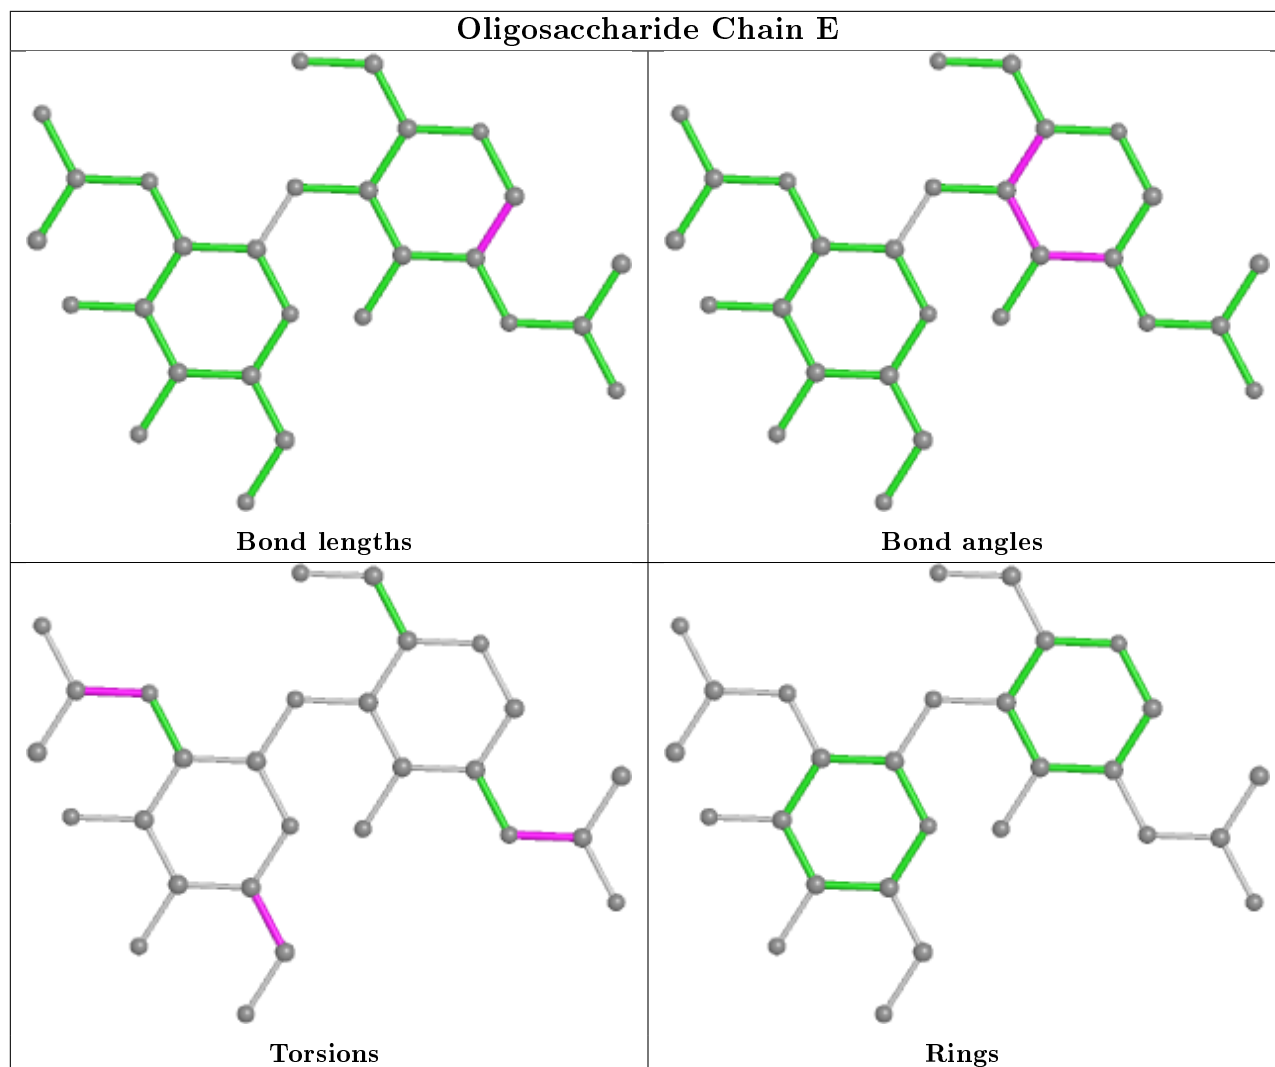 Oligosaccharide Chain E
Bond lengths
Bond angles
Torsions
Rings